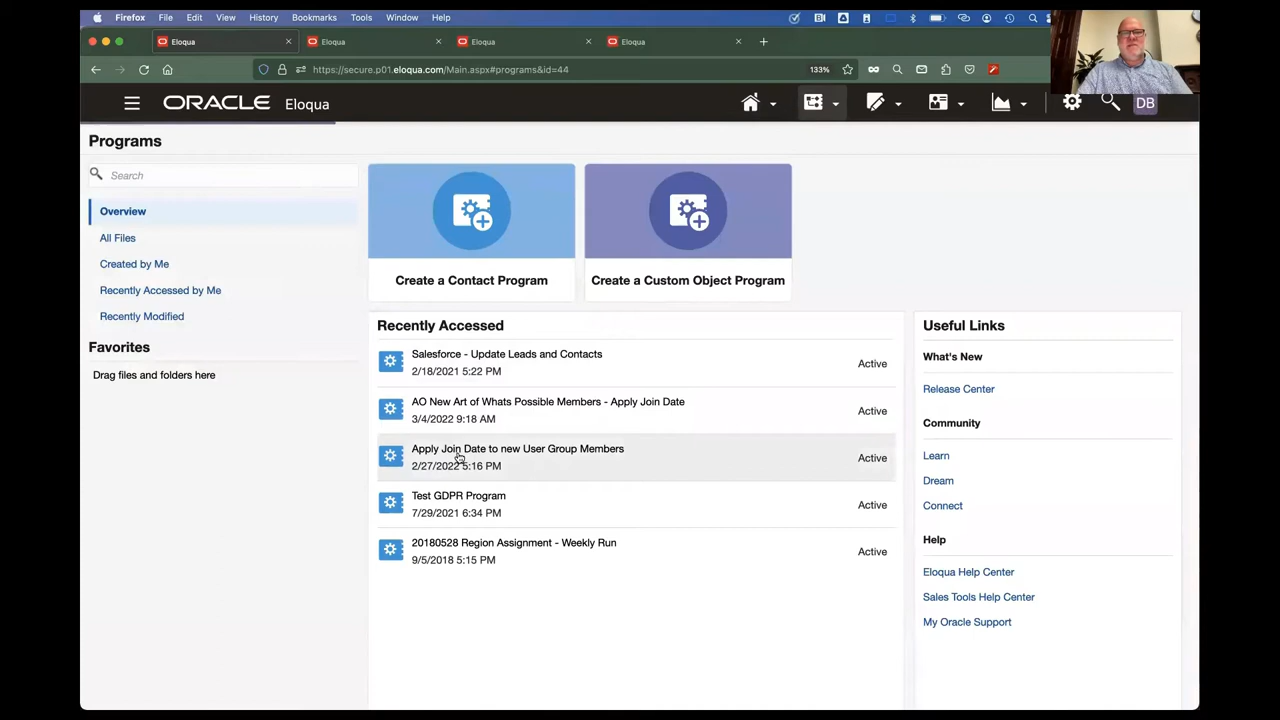 Firefox File Edit View History Bookmarks Tools Window Help
Eloqua Eloqua Eloqua Eloqua
https://secure.p01.eloqua.com/Main.aspx#programs&id=44 133%
ORACLE Eloqua DB
Programs
Search
Overview
All Files
Created by Me
Recently Accessed by Me
Recently Modified
Favorites
Drag files and folders here
Create a Contact Program
Create a Custom Object Program
Recently Accessed
Salesforce - Update Leads and Contacts
2/18/2021 5:22 PM
Active
AO New Art of Whats Possible Members - Apply Join Date
3/4/2022 9:18 AM
Active
Apply Join Date to new User Group Members
2/27/2022 5:16 PM
Active
Test GDPR Program
7/29/2021 6:34 PM
Active
20180528 Region Assignment - Weekly Run
9/5/2018 5:15 PM
Active
Useful Links
What's New
Release Center
Community
Learn
Dream
Connect
Help
Eloqua Help Center
Sales Tools Help Center
My Oracle Support